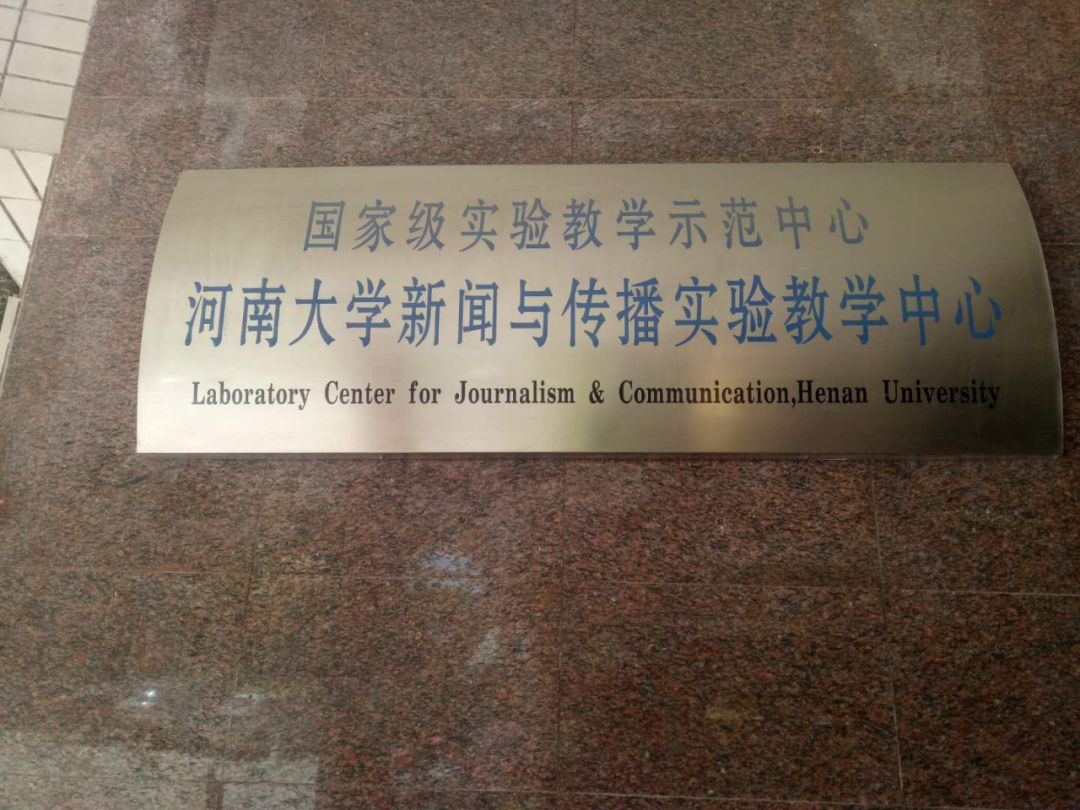 国家级实验教学示范中心
河南大学新闻与传播实验教学中心
Laboratory Center for Journalism & Communication,Henan University